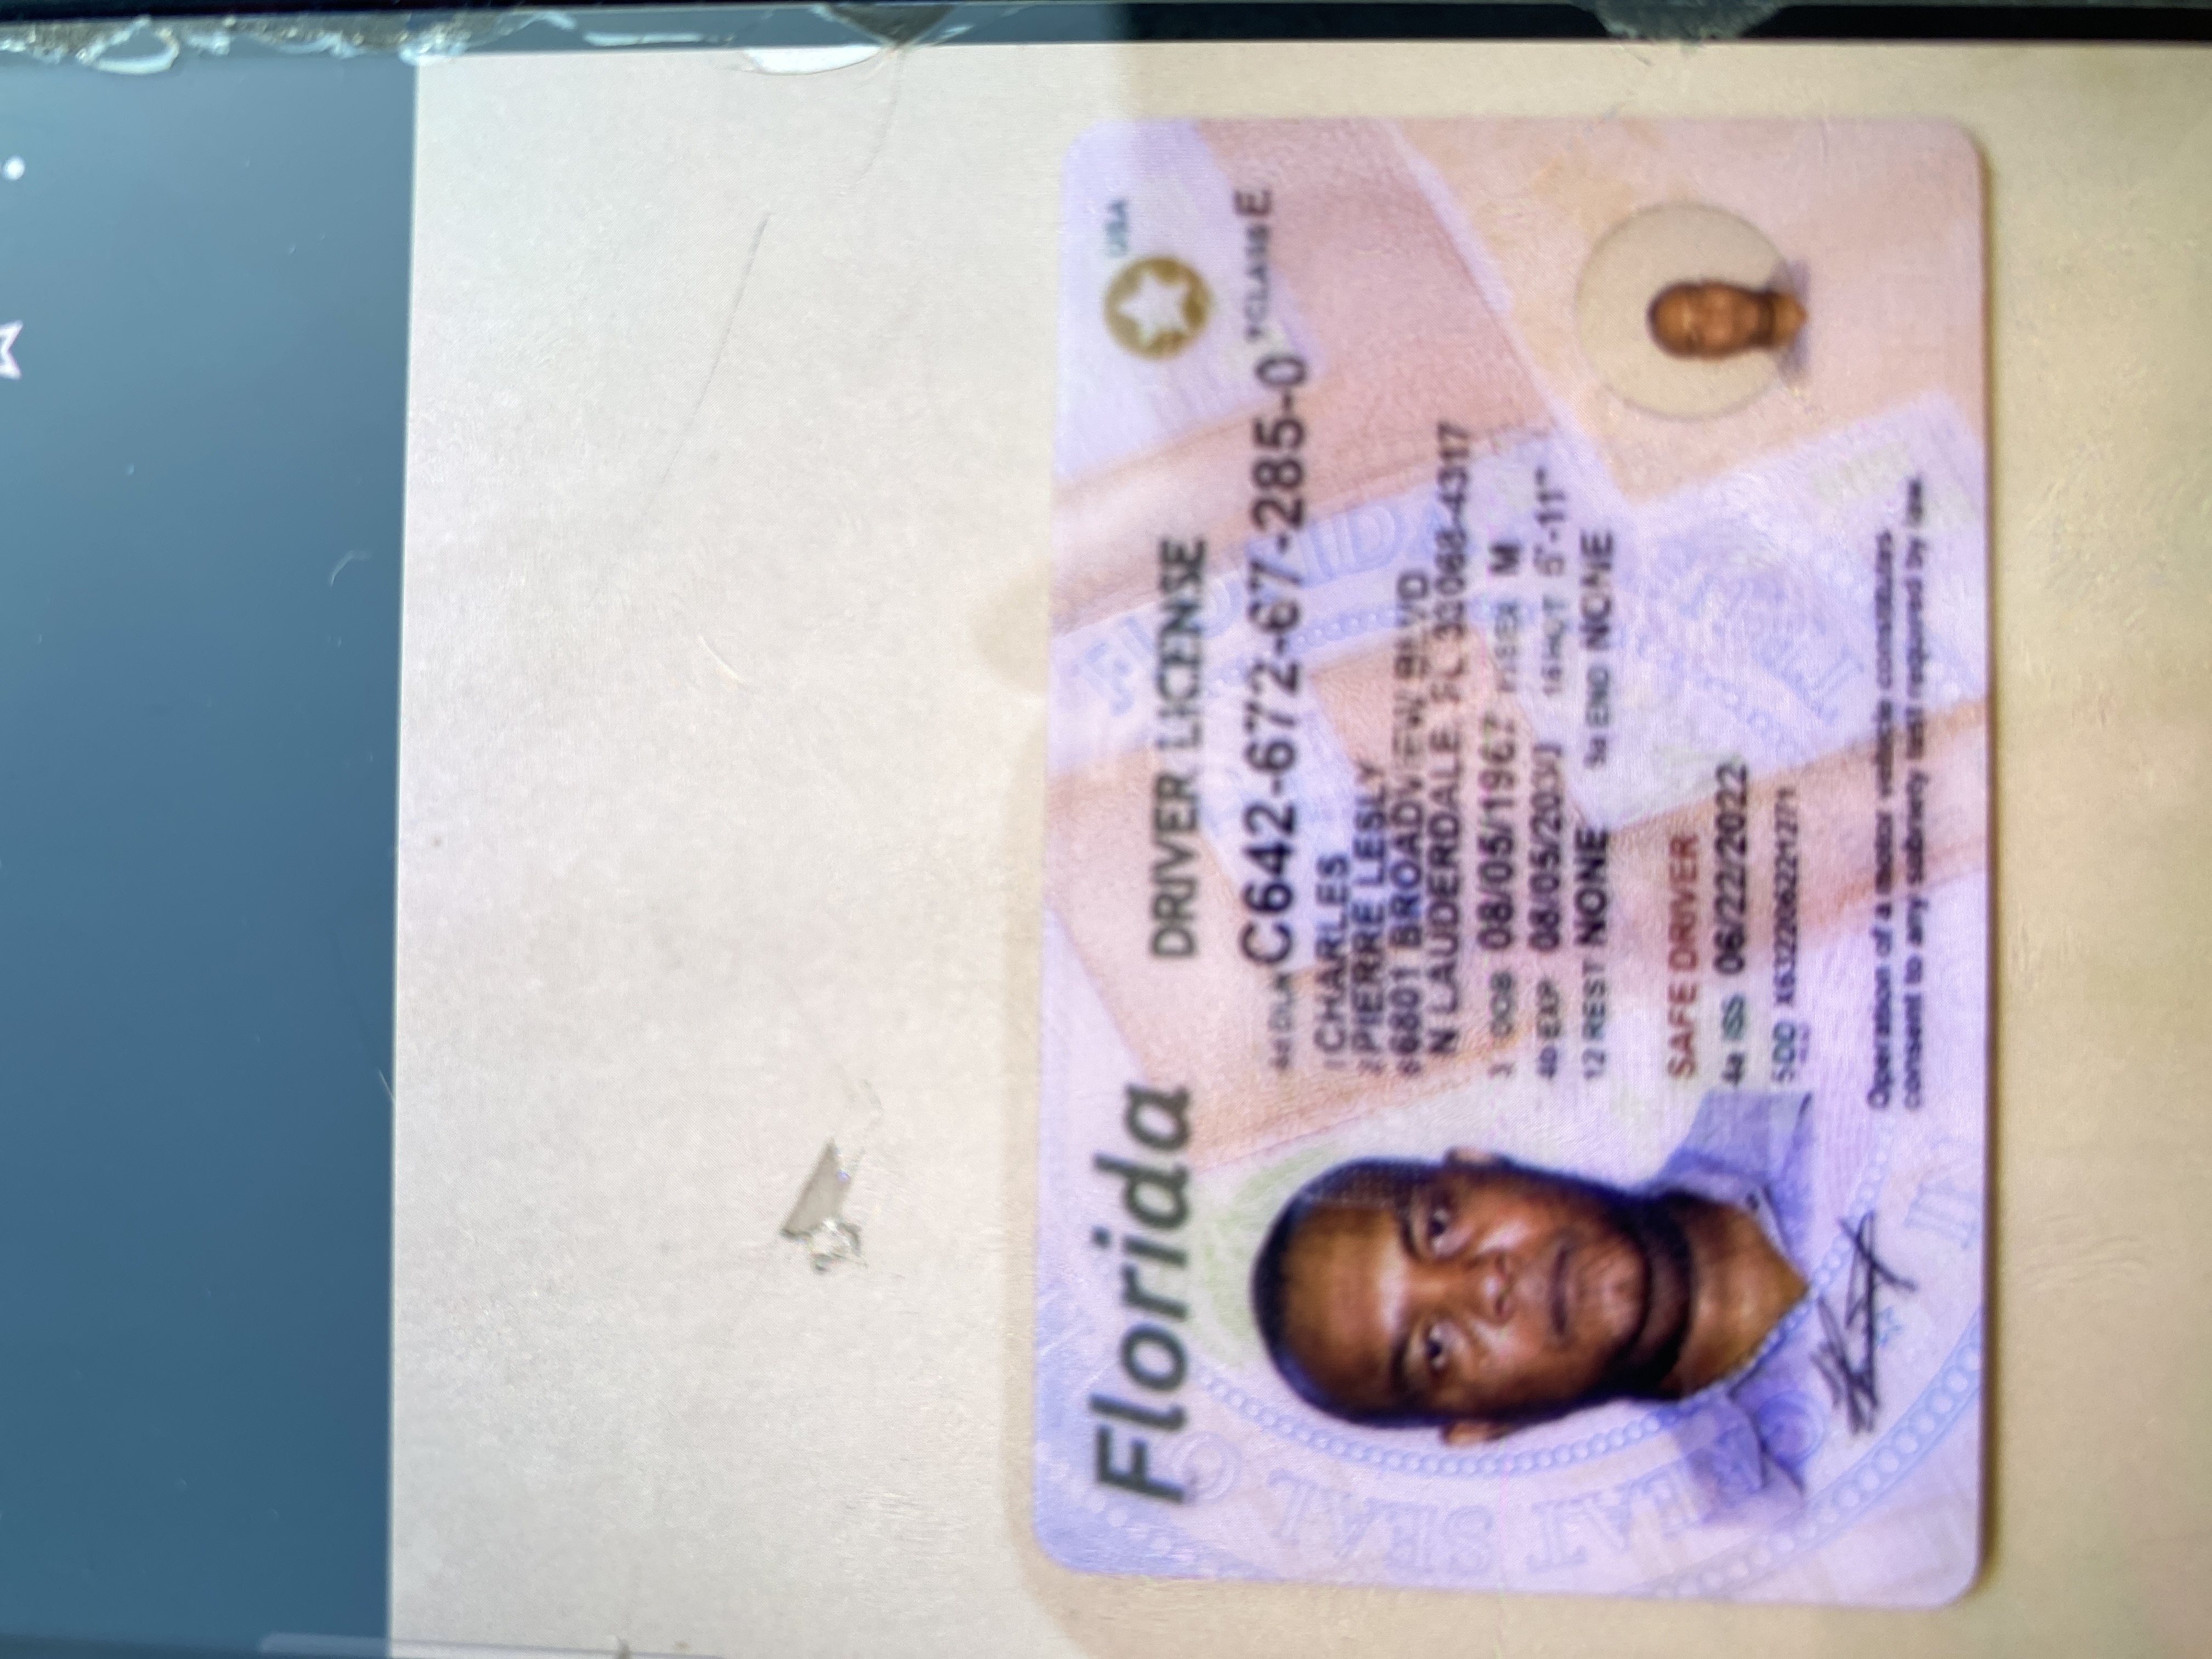 Florida
DRIVER LICENSE
USA
4d DLN C642-672-67-285-0 9 CLASS E
1 CHARLES
2 PIERRE LESLY
8 6801 BROADVIEW BLVD
N LAUDERDALE, FL 33068-4317
3 DOB 08/05/1967 15 SEX M
4b EXP 08/05/2030 16 HGT 5'-11"
12 REST NONE 9a END NONE
SAFE DRIVER
4a ISS 06/22/2022
5 DD X632206221271
Operation of a motor vehicle constitutes
consent to any sobriety test required by law.